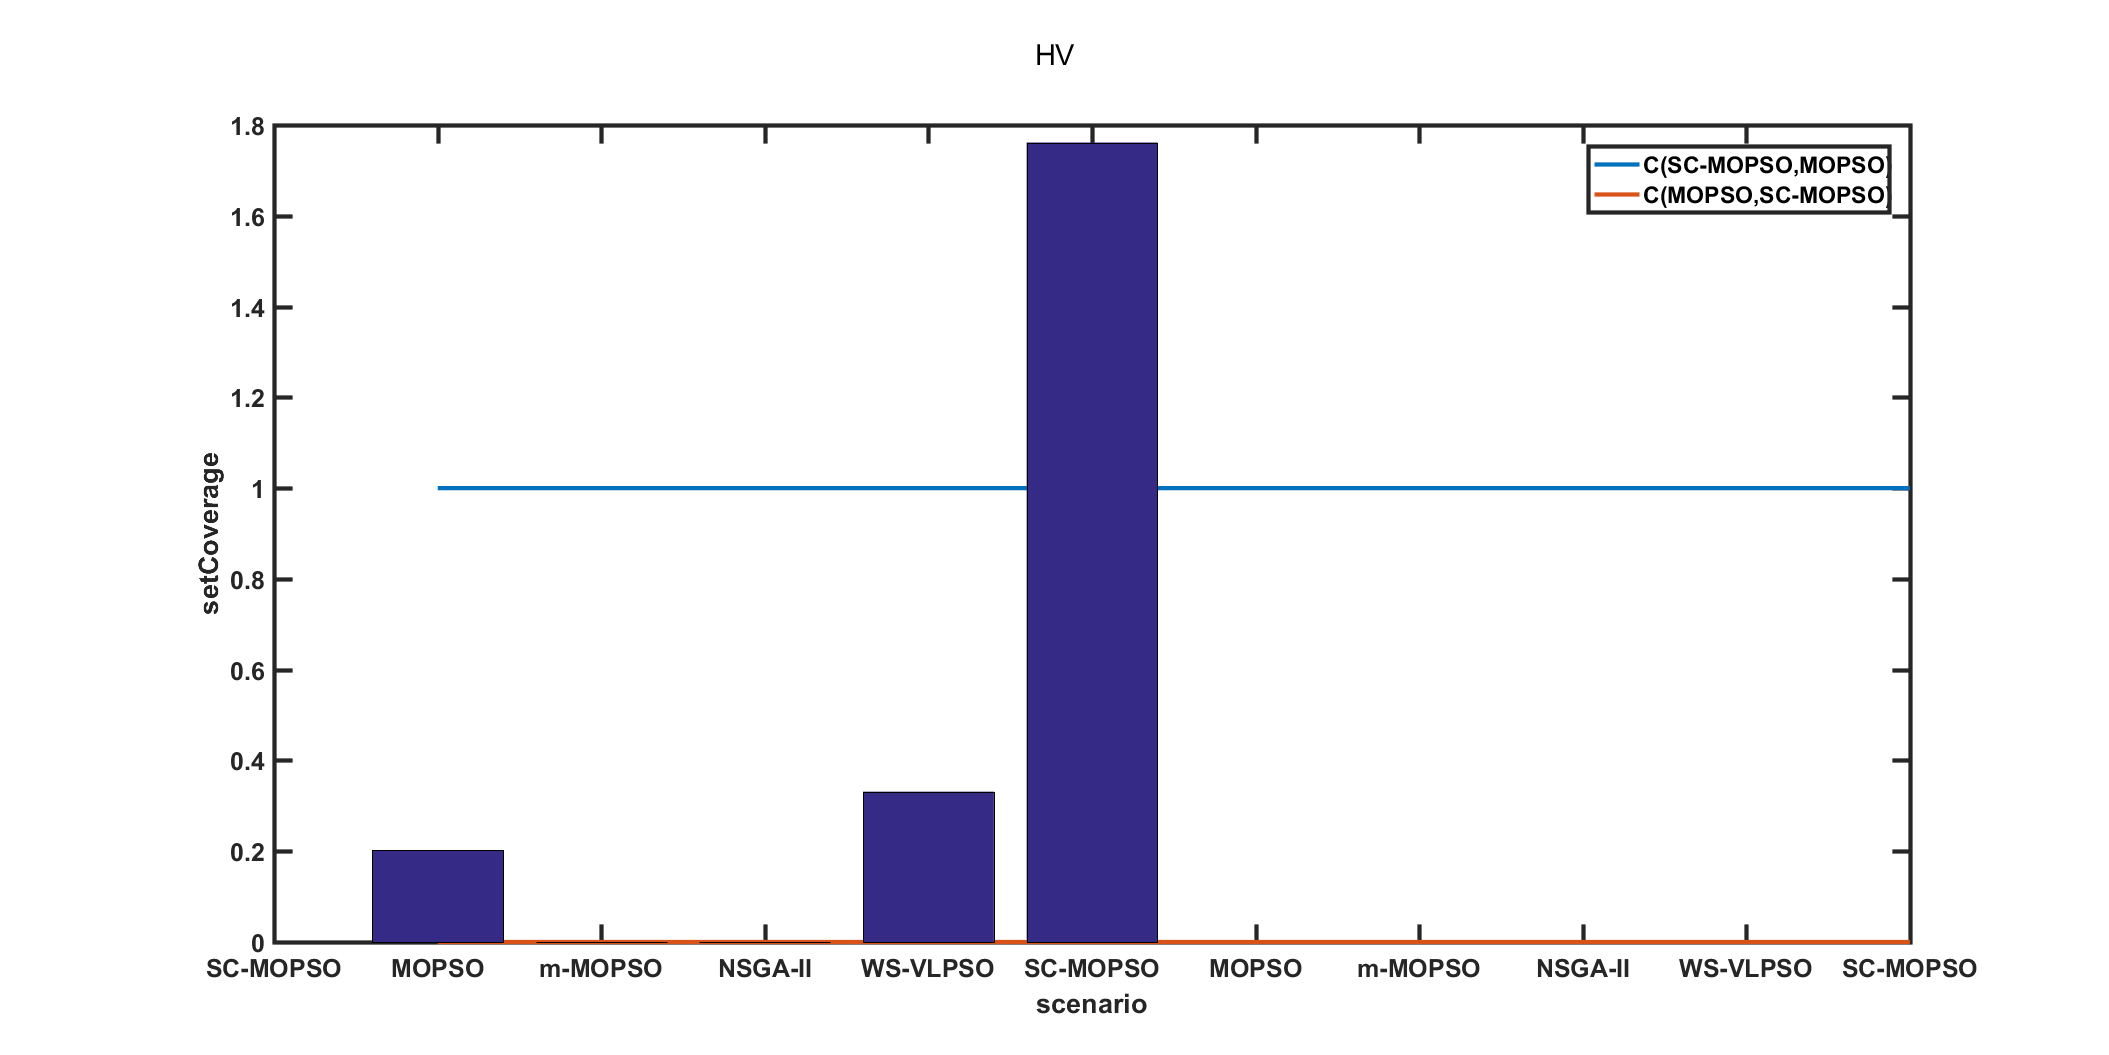 HV
1.8
1.6
1.4
1.2
1
0.8
0.6
0.4
0.2
0
setCoverage
C(SC-MOPSO,MOPSO)
C(MOPSO,SC-MOPSO)
SC-MOPSO MOPSO m-MOPSO NSGA-II WS-VLPSO SC-MOPSO MOPSO m-MOPSO NSGA-II WS-VLPSO SC-MOPSO
scenario